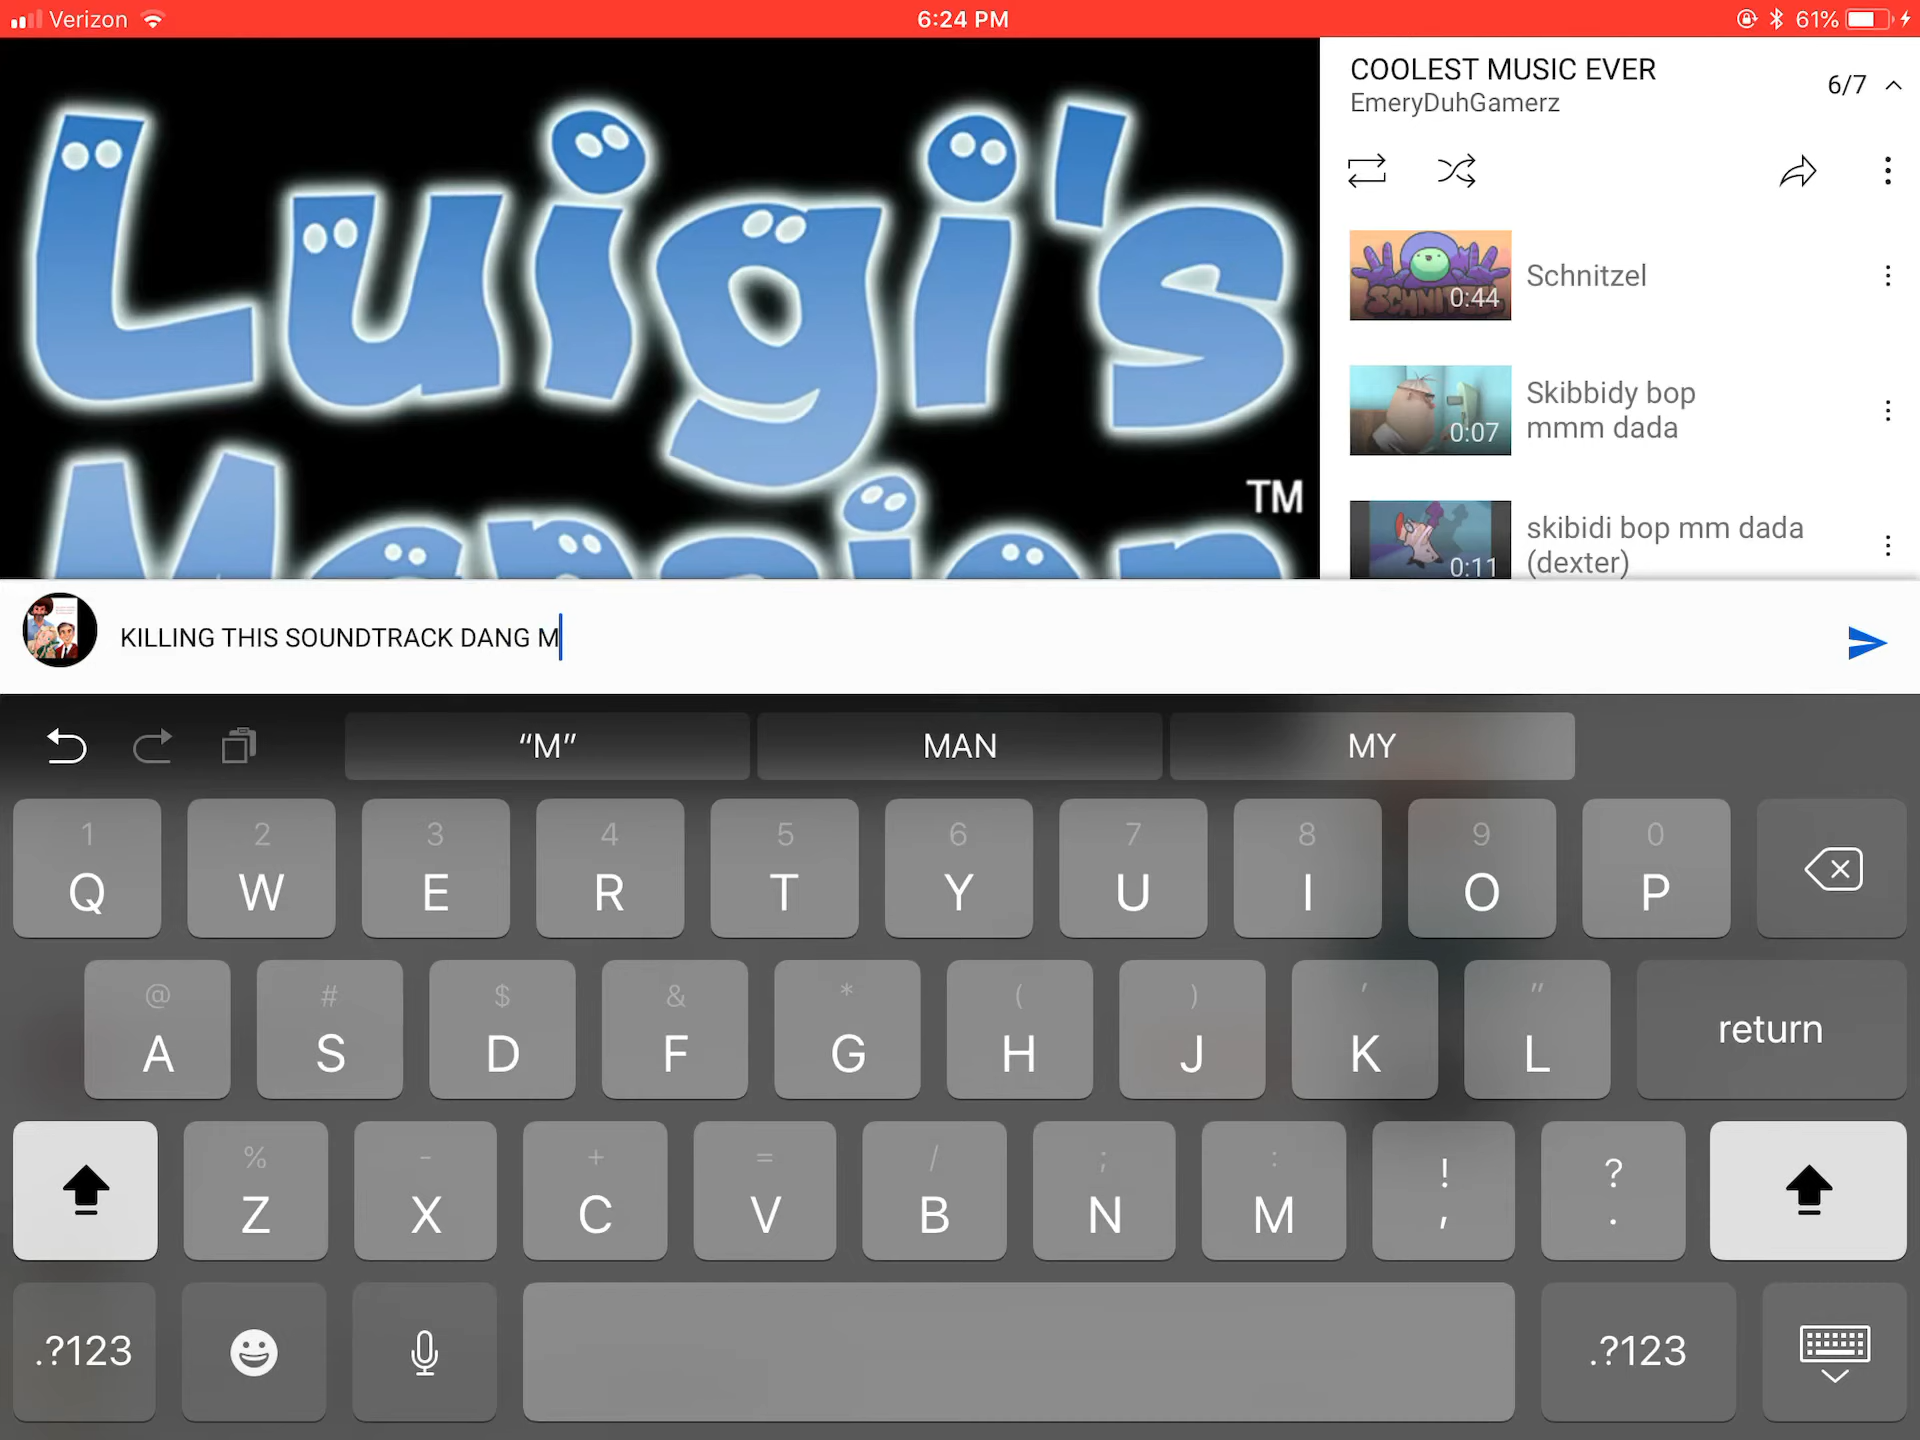 Verizon 6:24 PM 61%
Luigi's
Mansion
TM
COOLEST MUSIC EVER
EmeryDuhGamerz
6/7
SCHNITZEL
0:44
Schnitzel
0:07
Skibbidy bop
mmm dada
0:11
skibidi bop mm dada
(dexter)
KILLING THIS SOUNDTRACK DANG M
“M” MAN MY
1 2 3 4 5 6 7 8 9 0
Q W E R T Y U I O P
@ # $ & * ( ) ' "
A S D F G H J K L return
% - + = / ; : ! ?
Z X C V B N M , .
.?123 .?123